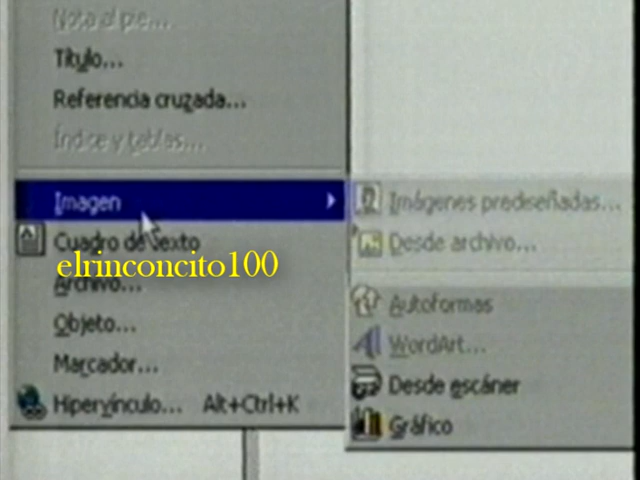 Nota al pie...
Título...
Referencia cruzada...
Índice y tablas...
Imagen
Cuadro de texto
elrinconcito100
Archivo...
Objeto...
Marcador...
Hipervínculo... Alt+Ctrl+K
Imágenes prediseñadas...
Desde archivo...
Autoformas
WordArt...
Desde escáner
Gráfico